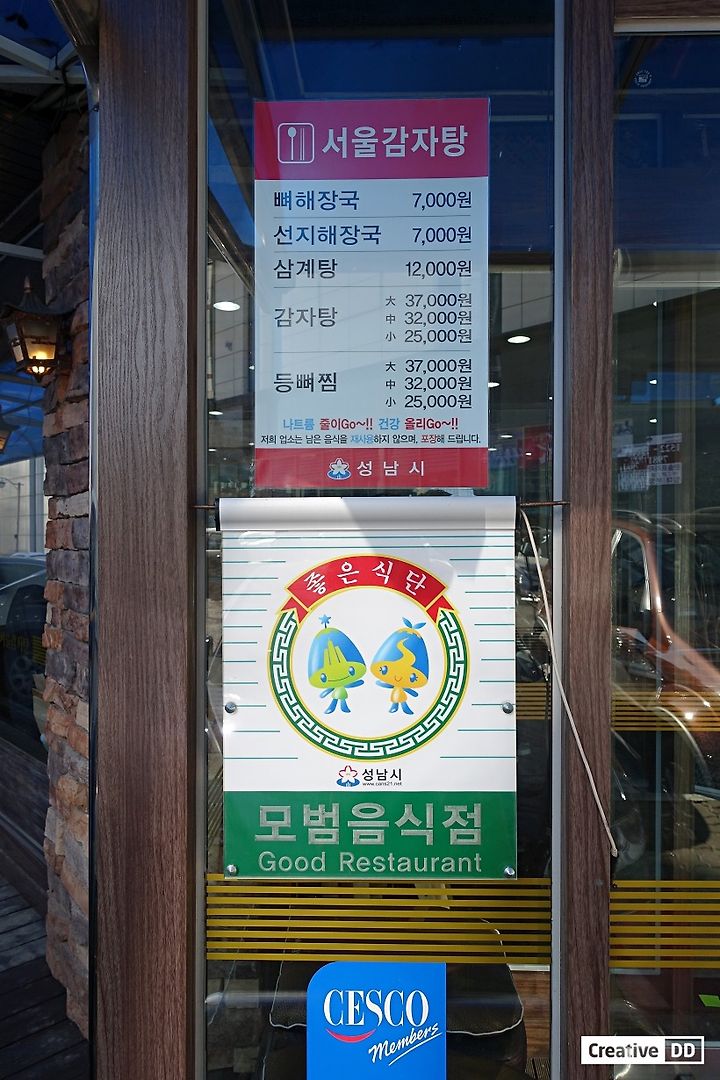 서울감자탕
뼈해장국 7,000원
선지해장국 7,000원
삼계탕 12,000원
감자탕 大 37,000원
中 32,000원
小 25,000원
등뼈찜 大 37,000원
中 32,000원
小 25,000원
나트륨 줄이Go~!! 건강 올리Go~!!
저희 업소는 남은 음식을 재사용하지 않으며, 포장해 드립니다.
성남시
좋은식단
성남시
www.cans21.net
모범음식점
Good Restaurant
CESCO
Members
Creative DD